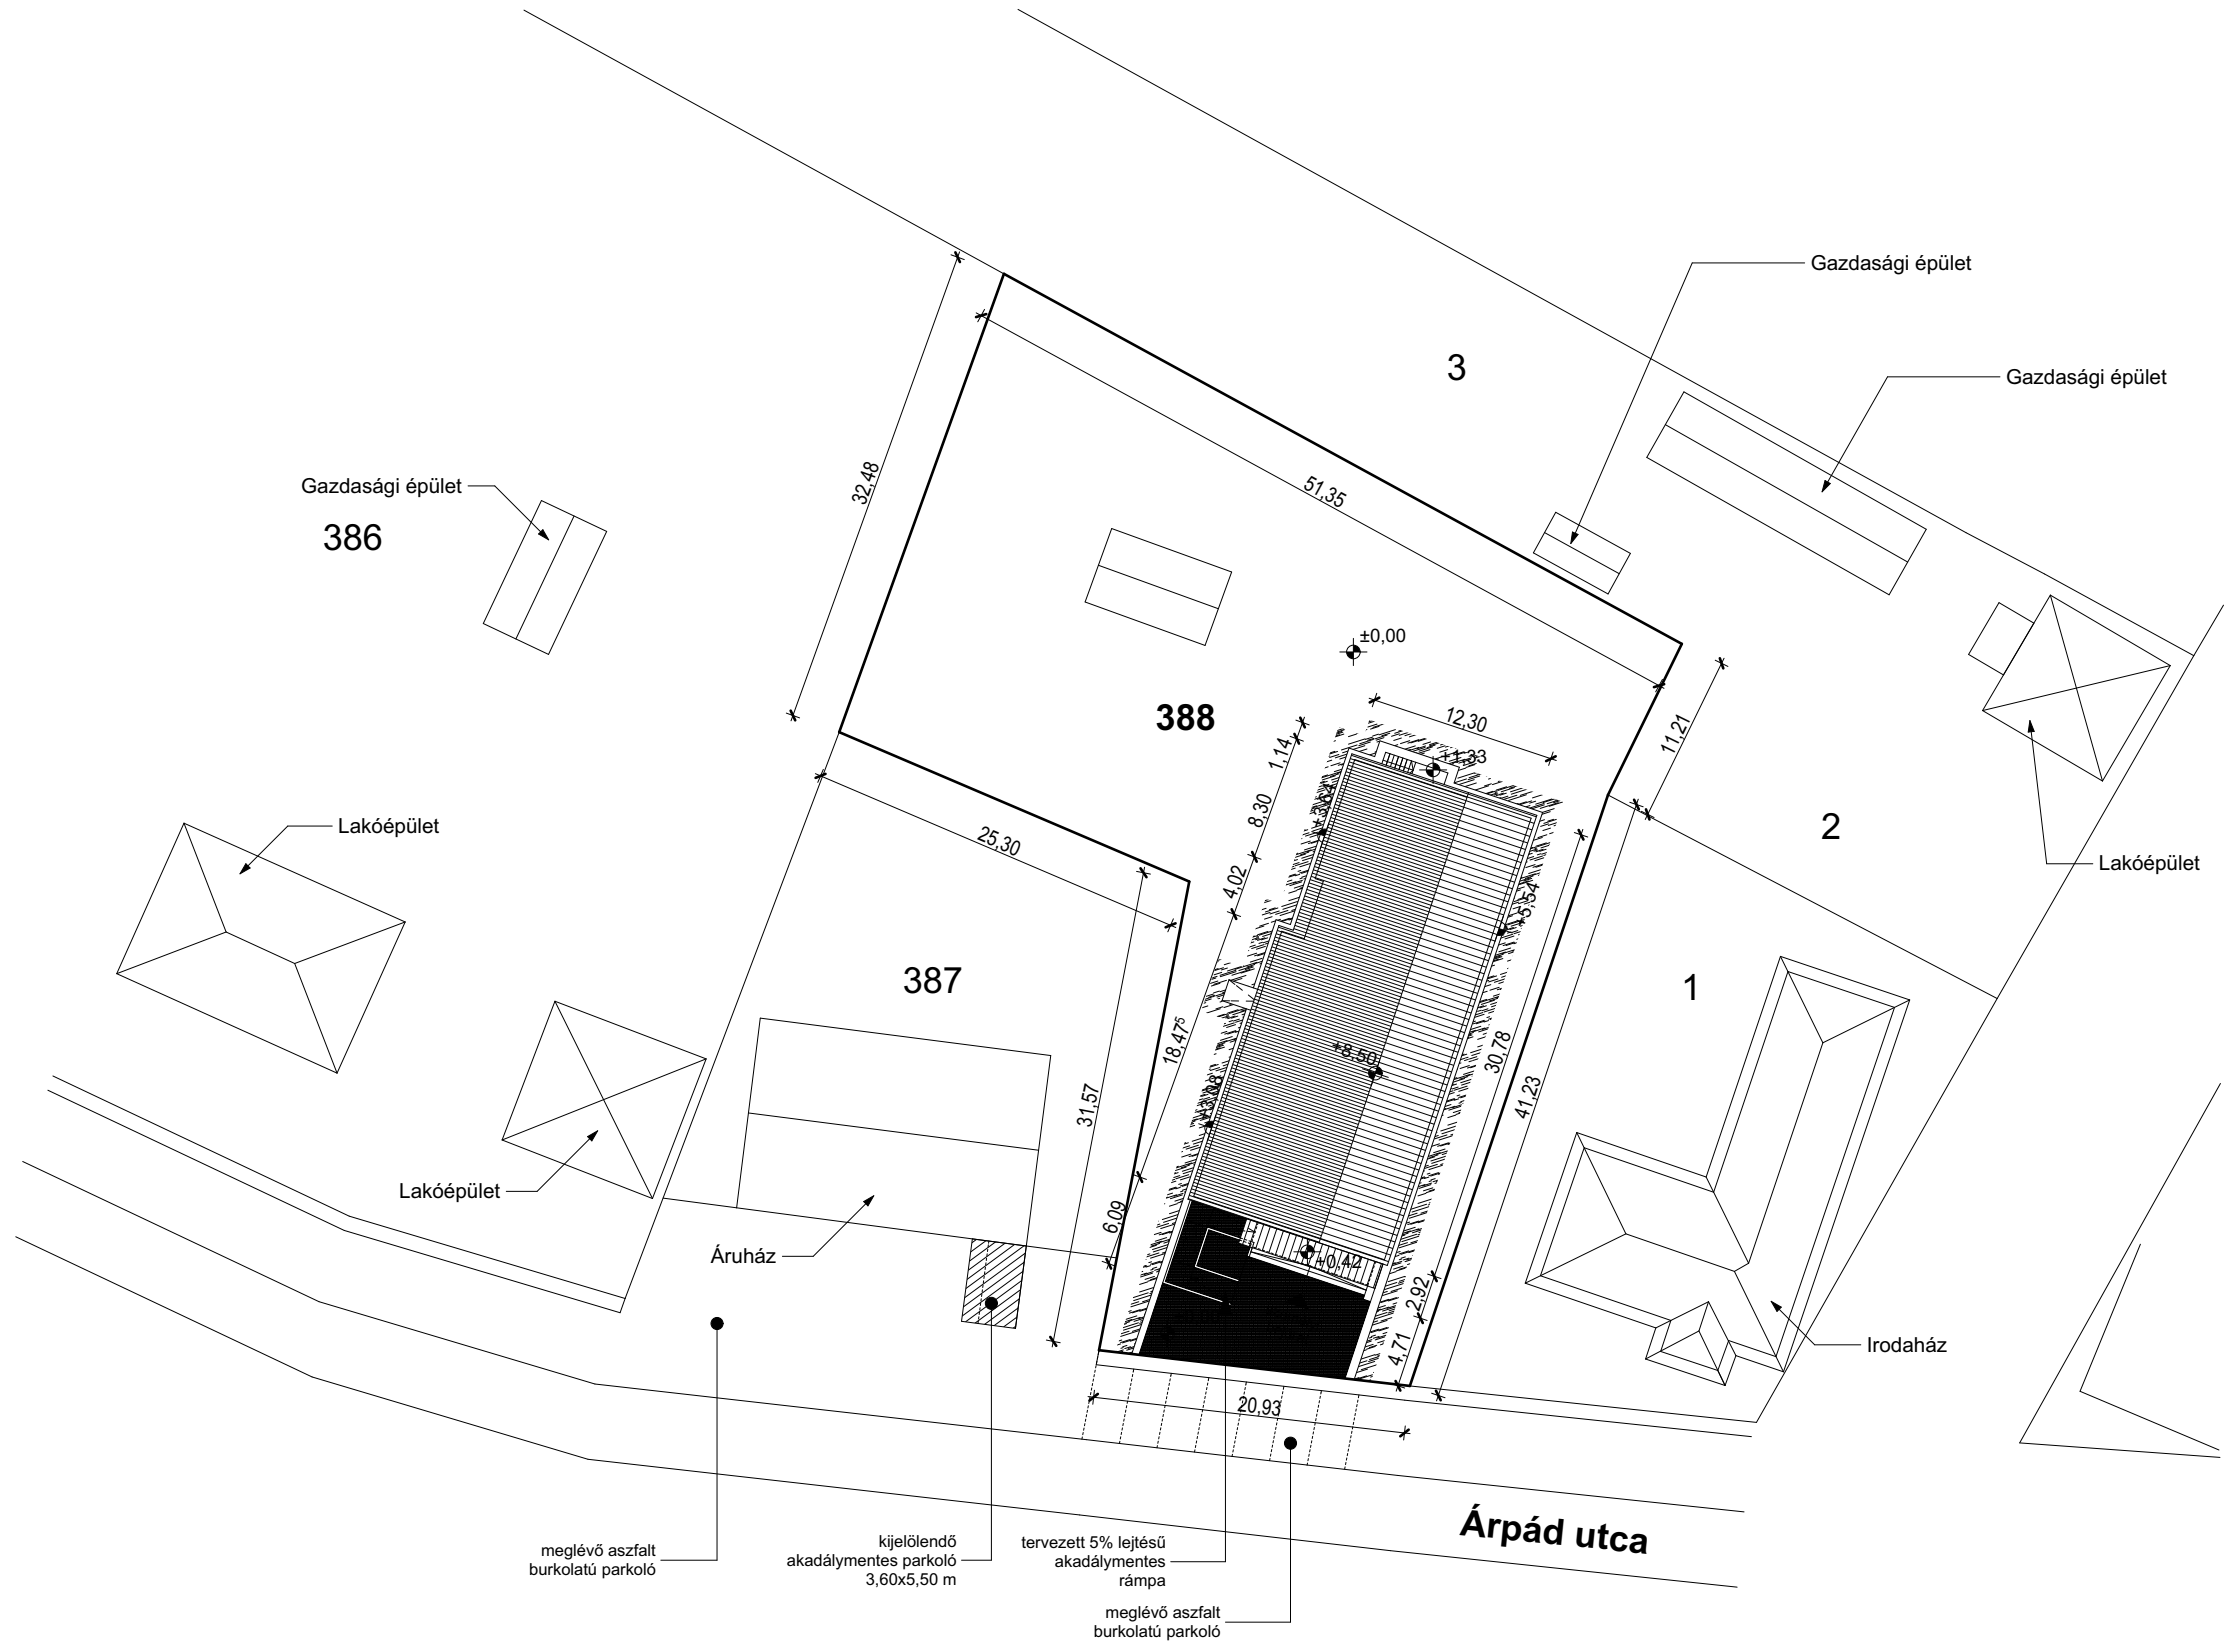 Gazdasági épület
3
Gazdasági épület
32,48
51,35
Gazdasági épület
386
±0,00
388
12,30
11,21
1,14
+1,33
8,30
Lakóépület
2
25,30
Lakóépület
4,02
+5,54
387
1
18,47⁵
+8,50
30,78
31,57
41,23
Lakóépület
6,09
Áruház
+0,42
2,92
4,71
Irodaház
20,93
Árpád utca
meglévő aszfalt
burkolatú parkoló
kijelölendő
akadálymentes parkoló
3,60x5,50 m
tervezett 5% lejtésű
akadálymentes
rámpa
meglévő aszfalt
burkolatú parkoló